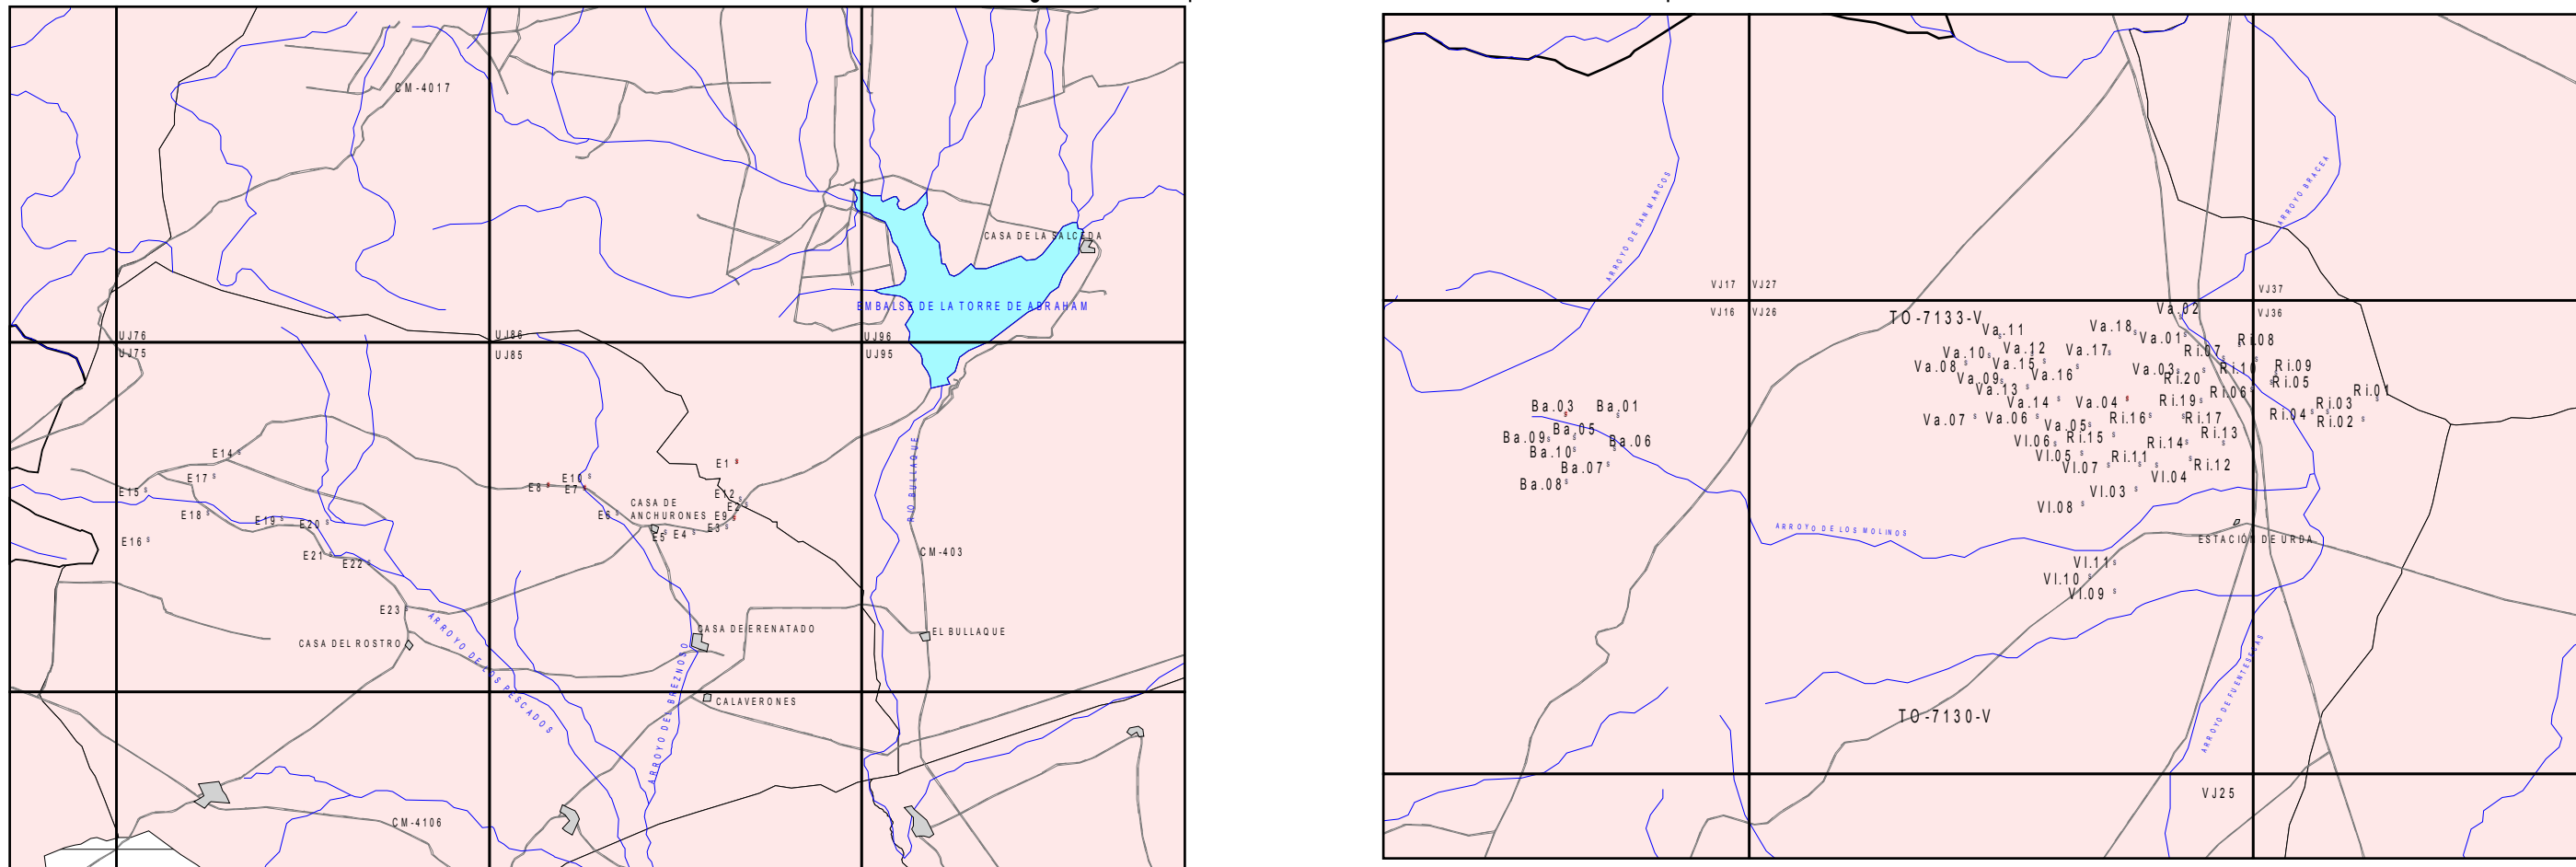 CM-4017
CASA DE LA SALCEDA
EMBALSE DE LA TORRE DE ABRAHAM
UJ76
UJ86
UJ96
UJ75
UJ85
UJ95
E14
E17
E15
E18
E19
E20
E16
E21
E22
E23
E8
E10
E7
E6
CASA DE
ANCHURONES
E1
E12
E2
E9
E3
E5
E4
RIO BULLAQUE
CM-403
CASA DEL ROSTRO
CASA DE ERENATADO
EL BULLAQUE
ARROYO DE LOS PESCADOS
ARROYO DEL BREZNOSO
CALAVERONES
CM-4106
ARROYO DE SAN MARCOS
ARROYO BRACEA
VJ17
VJ27
VJ37
VJ16
VJ26
VJ36
TO-7133-V
Va.02
Va.11
Va.18
Va.01
Ri.08
Va.10
Va.12
Va.17
Ri.07
Va.08
Va.15
Va.03
Ri.10
Ri.09
Va.09
Va.16
Ri.20
Ri.05
Va.13
Ri.06
Ri.01
Va.14
Va.04
Ri.19
Ri.03
Ba.03
Ba.01
Va.07
Va.06
Va.05
Ri.16
Ri.17
Ri.04
Ri.02
Ba.05
Ba.09
Ba.06
Vl.06
Ri.15
Ri.14
Ri.13
Ba.10
Vl.05
Ri.11
Ba.07
Vl.07
Ri.12
Ba.08
Vl.04
Vl.03
Vl.08
ARROYO DE LOS MOLINOS
ESTACIÓN DE URDA
Vl.11
Vl.10
Vl.09
ARROYO DE FUENTESECAS
TO-7130-V
VJ25